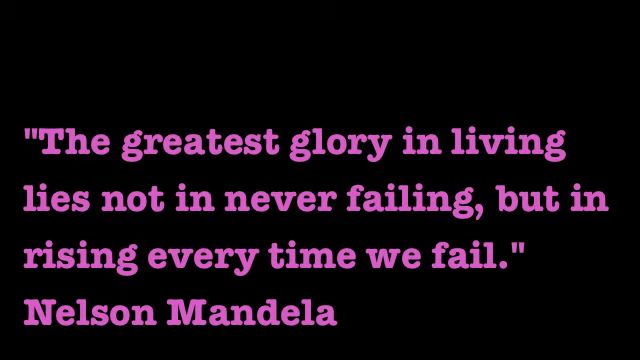 "The greatest glory in living
lies not in never failing, but in
rising every time we fail."
Nelson Mandela